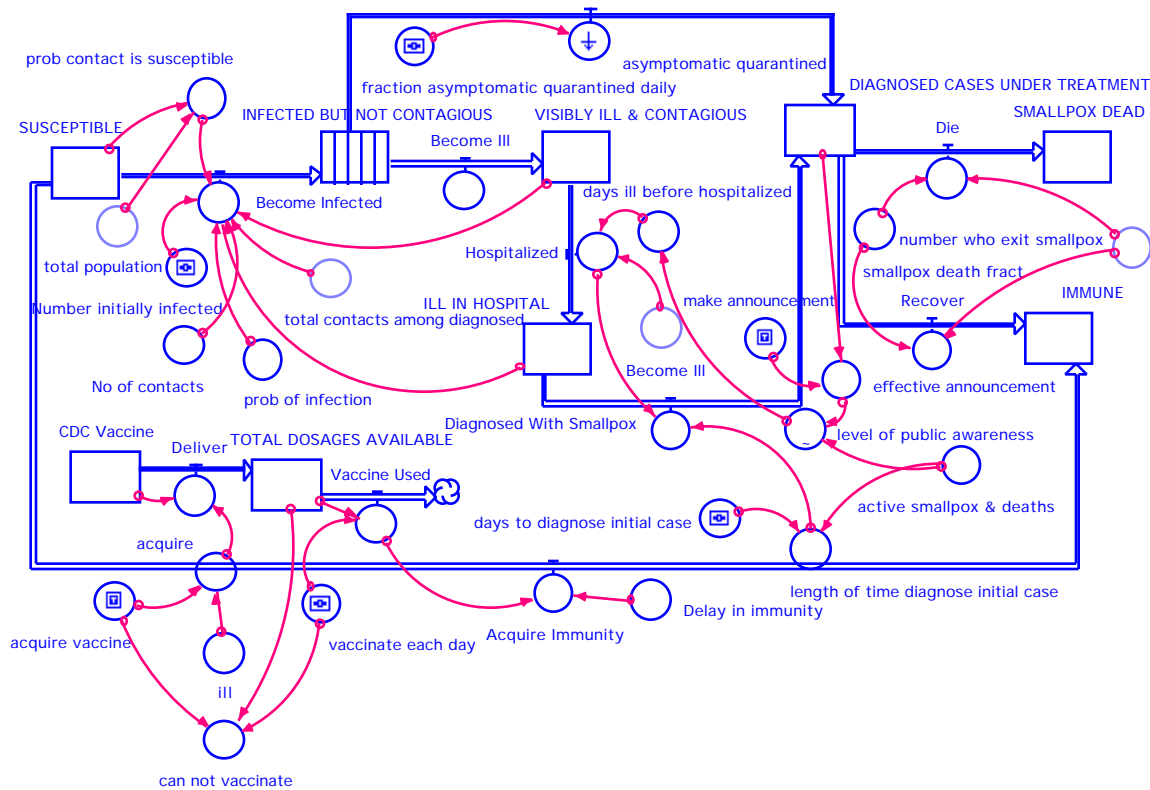 prob contact is susceptible
asymptomatic quarantined
fraction asymptomatic quarantined daily
DIAGNOSED CASES UNDER TREATMENT
SUSCEPTIBLE
INFECTED BUT NOT CONTAGIOUS
VISIBLY ILL & CONTAGIOUS
SMALLPOX DEAD
Become Ill
Die
days ill before hospitalized
Become Infected
total population
Hospitalized
number who exit smallpox
smallpox death fract
Number initially infected
total contacts among diagnosed
ILL IN HOSPITAL
make announcement
Recover
IMMUNE
No of contacts
prob of infection
Become Ill
effective announcement
CDC Vaccine
Deliver
TOTAL DOSAGES AVAILABLE
Diagnosed With Smallpox
level of public awareness
~
Vaccine Used
active smallpox & deaths
days to diagnose initial case
acquire
length of time diagnose initial case
T
T
acquire vaccine
vaccinate each day
Acquire Immunity
Delay in immunity
ill
can not vaccinate